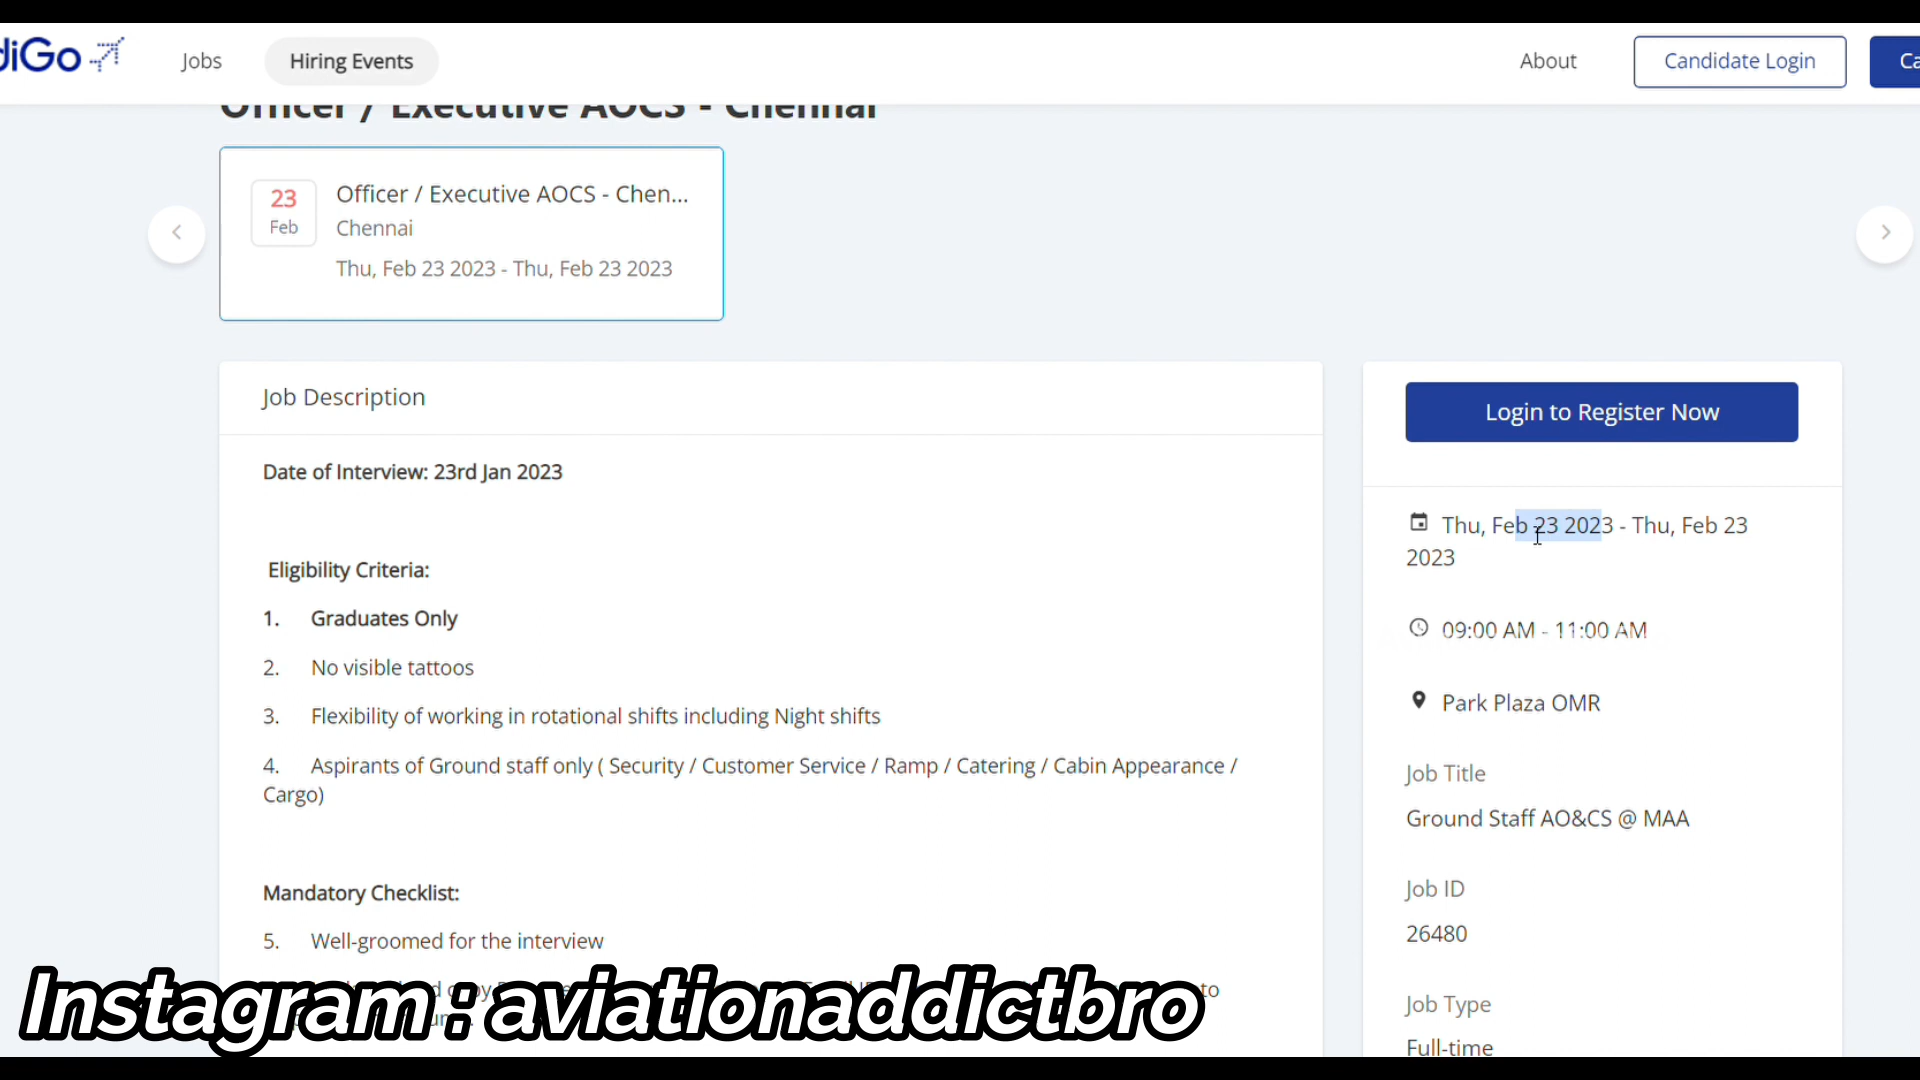 diGo
Jobs
Hiring Events
About
Candidate Login
Ca
Officer / Executive AOCS - Chennai
23
Feb
Officer / Executive AOCS - Chen...
Chennai
Thu, Feb 23 2023 - Thu, Feb 23 2023
Job Description
Date of Interview: 23rd Jan 2023
Eligibility Criteria:
1. Graduates Only
2. No visible tattoos
3. Flexibility of working in rotational shifts including Night shifts
4. Aspirants of Ground staff only ( Security / Customer Service / Ramp / Catering / Cabin Appearance /
Cargo)
Mandatory Checklist:
5. Well-groomed for the interview
to
Instagram : aviationaddictbro
Login to Register Now
Thu, Feb 23 2023 - Thu, Feb 23
2023
09:00 AM - 11:00 AM
Park Plaza OMR
Job Title
Ground Staff AO&CS @ MAA
Job ID
26480
Job Type
Full-time